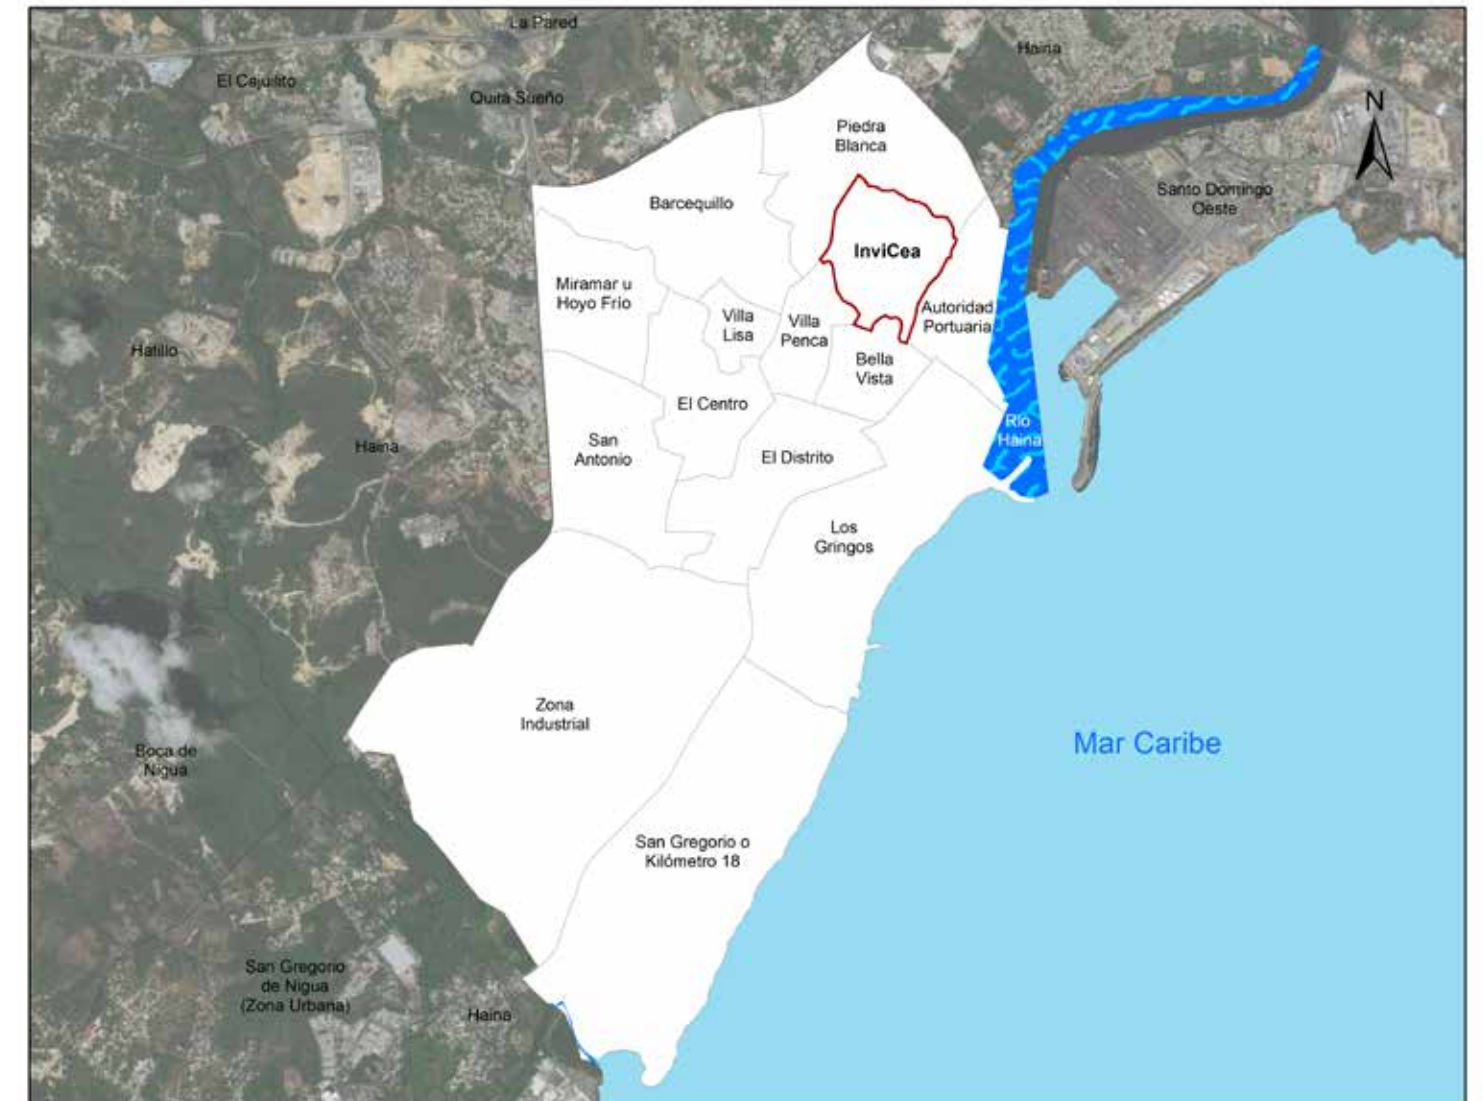 La Pared
Haina
El Cajuilito
Quita Sueño
N
Piedra
Blanca
Santo Domingo
Oeste
Barcequillo
InviCea
Miramar u
Hoyo Frío
Autoridad
Portuaria
Villa
Lisa
Villa
Penca
Hatillo
Bella
Vista
El Centro
Río
Haina
Haina
San
Antonio
El Distrito
Los
Gringos
Zona
Industrial
Mar Caribe
Boca de
Nigua
San Gregorio o
Kilómetro 18
San Gregorio
de Nigua
(Zona Urbana)
Haina